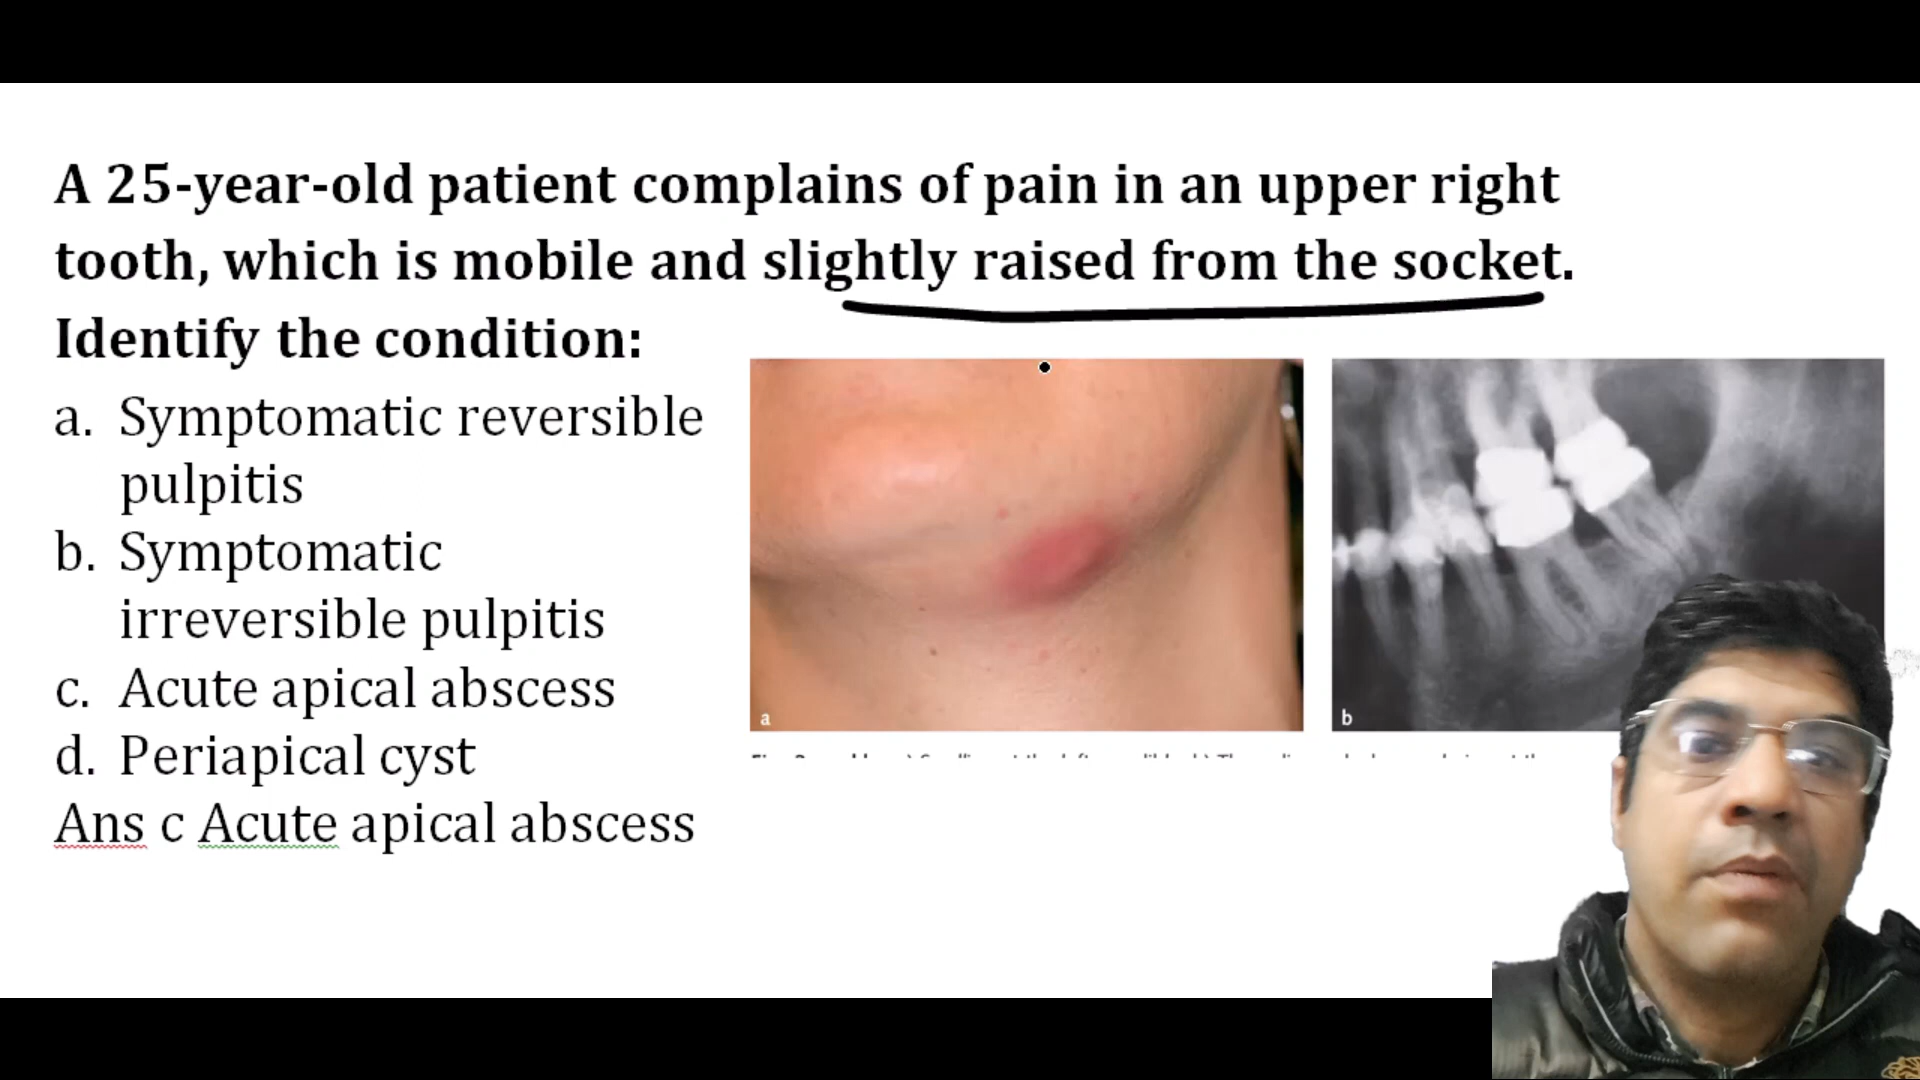 A 25-year-old patient complains of pain in an upper right
tooth, which is mobile and slightly raised from the socket.
Identify the condition:
a. Symptomatic reversible
pulpitis
b. Symptomatic
irreversible pulpitis
c. Acute apical abscess
d. Periapical cyst
Ans c Acute apical abscess
a
b